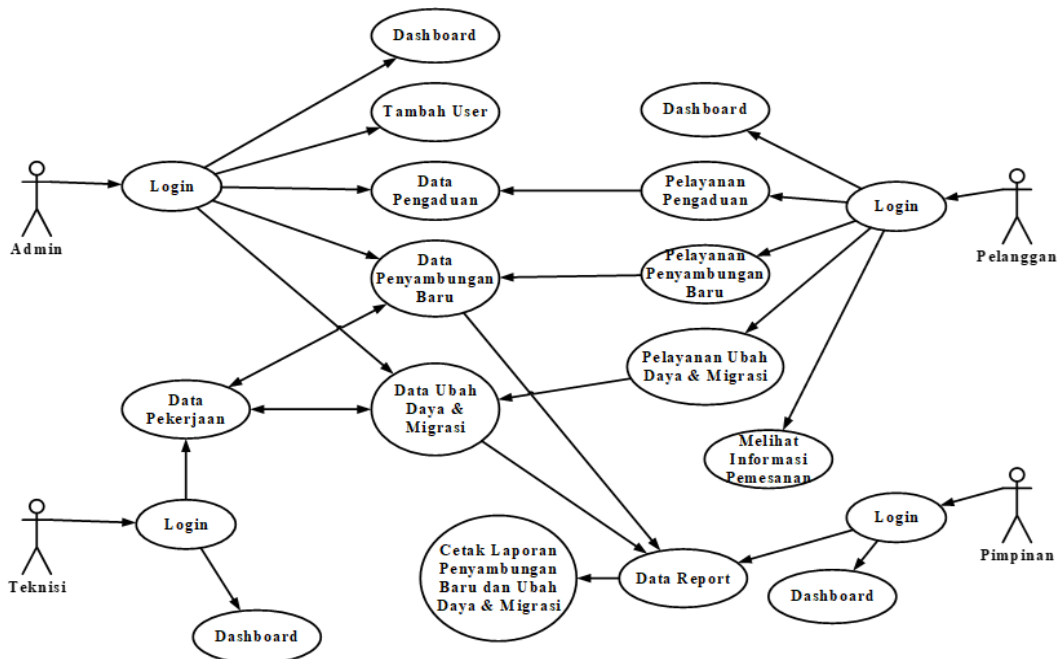 Dashboard
Tambah User
Dashboard
Login
Data
Pengaduan
Pelayanan
Pengaduan
Login
Admin
Pelanggan
Data
Penyambungan
Baru
Pelayanan
Penyambungan
Baru
Pelayanan Ubah
Daya & Migrasi
Data Ubah
Daya &
Migrasi
Data
Pekerjaan
Melihat
Informasi
Pemesanan
Login
Login
Teknisi
Pimpinan
Cetak Laporan
Penyambungan
Baru dan Ubah
Daya & Migrasi
Data Report
Dashboard
Dashboard